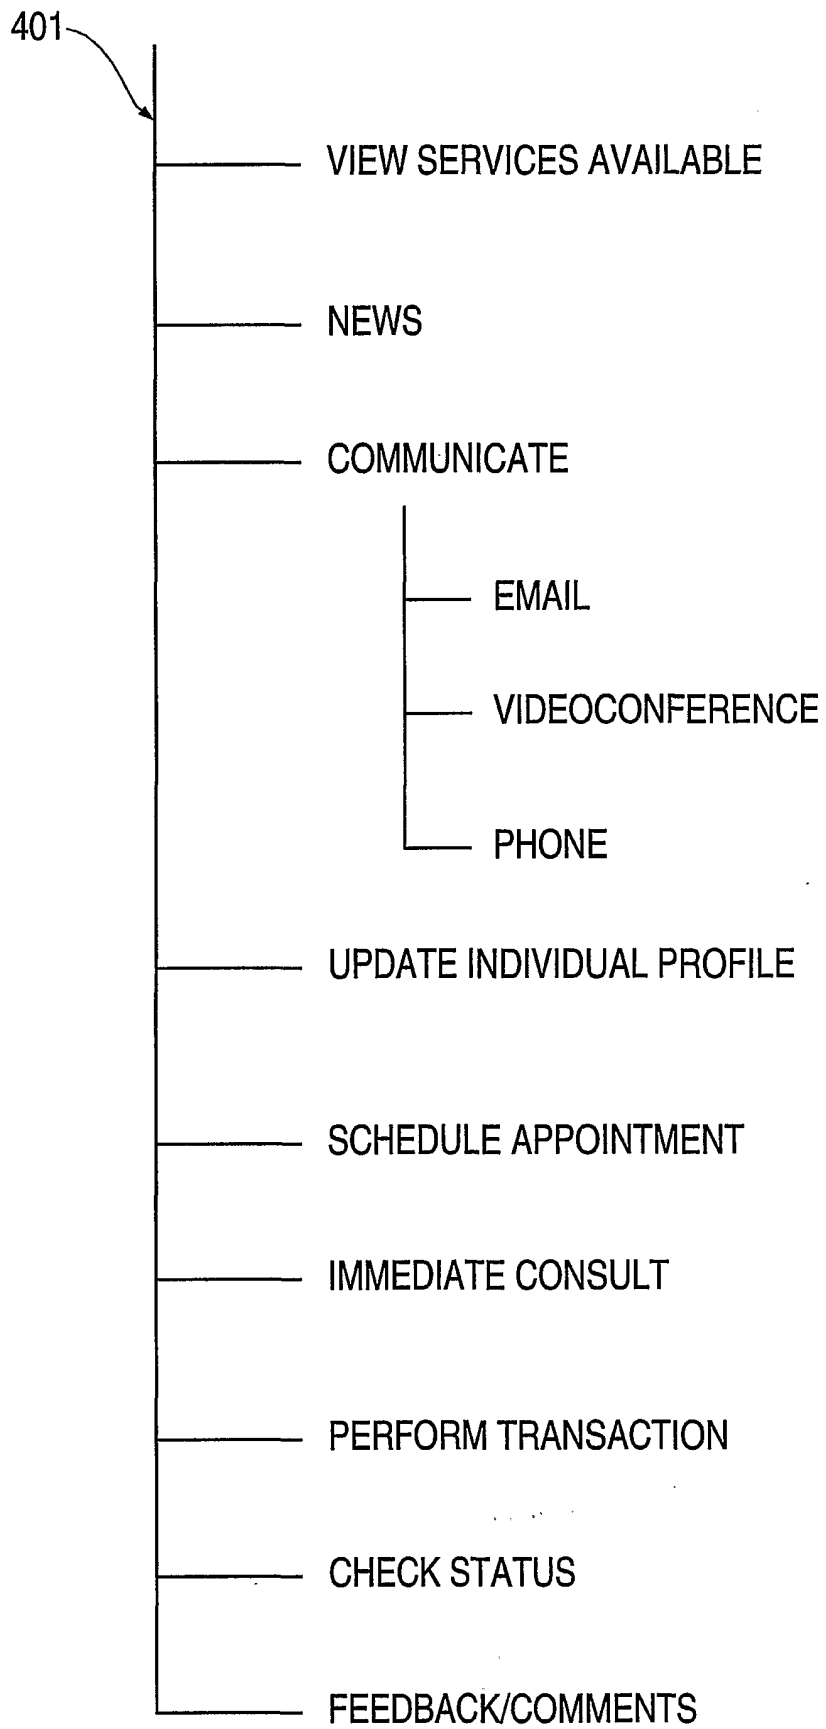 401
VIEW SERVICES AVAILABLE
NEWS
COMMUNICATE
EMAIL
VIDEOCONFERENCE
PHONE
UPDATE INDIVIDUAL PROFILE
SCHEDULE APPOINTMENT
IMMEDIATE CONSULT
PERFORM TRANSACTION
CHECK STATUS
FEEDBACK/COMMENTS